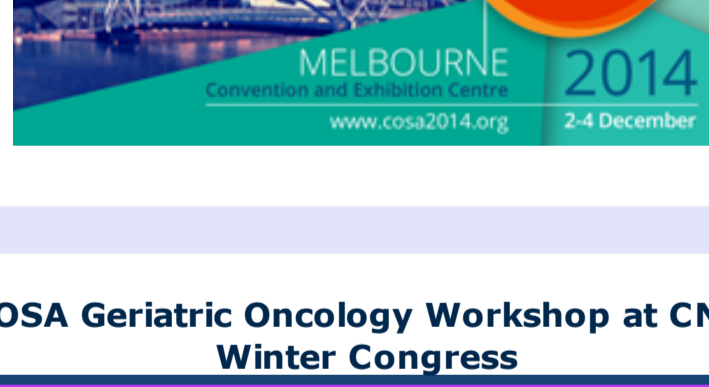 MELBOURNE
Convention and Exhibition Centre
www.cosa2014.org
2014
2-4 December
OSA Geriatric Oncology Workshop at CN
Winter Congress